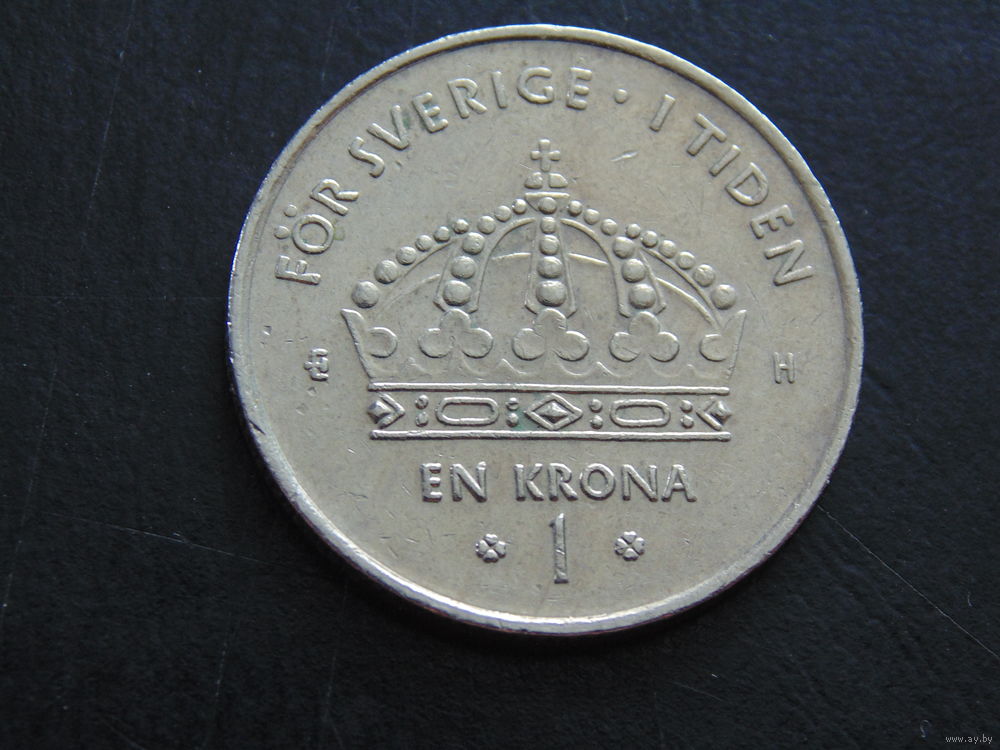 FÖR SVERIGE · I TIDEN
H
EN KRONA
1
www.ay.by